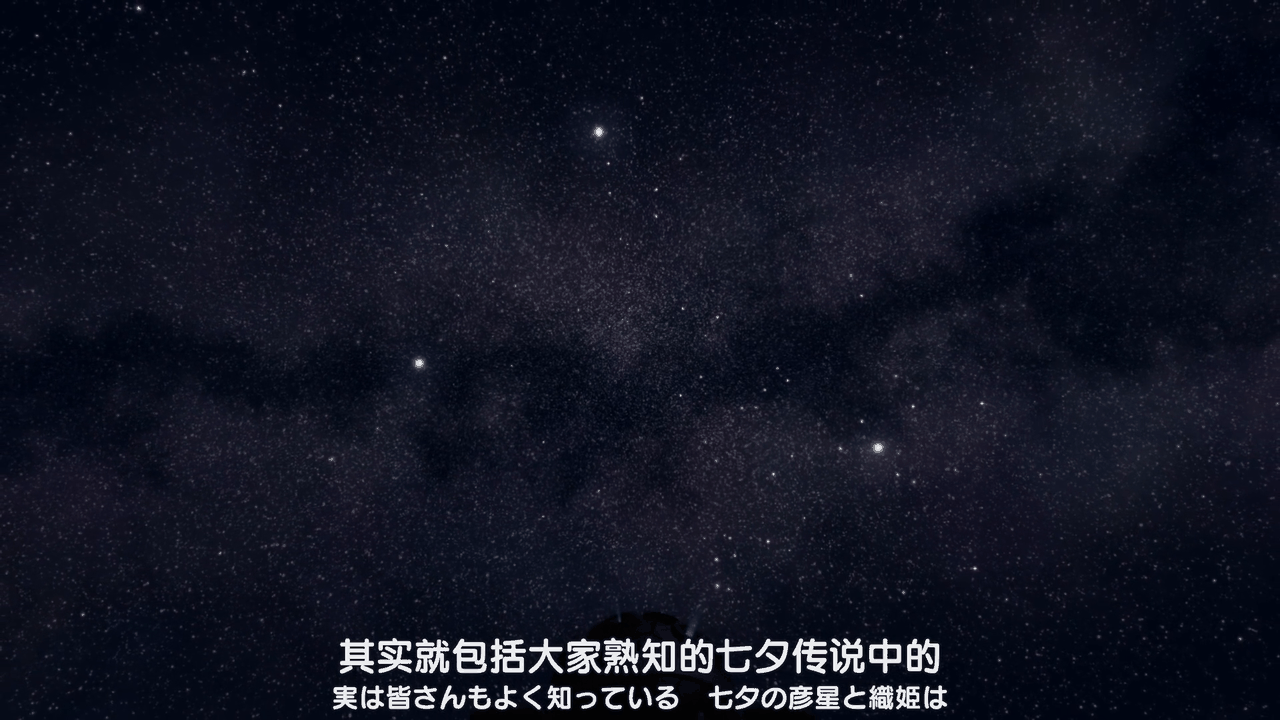 其实就包括大家熟知的七夕传说中的
実は皆さんもよく知っている　七夕の彦星と織姫は